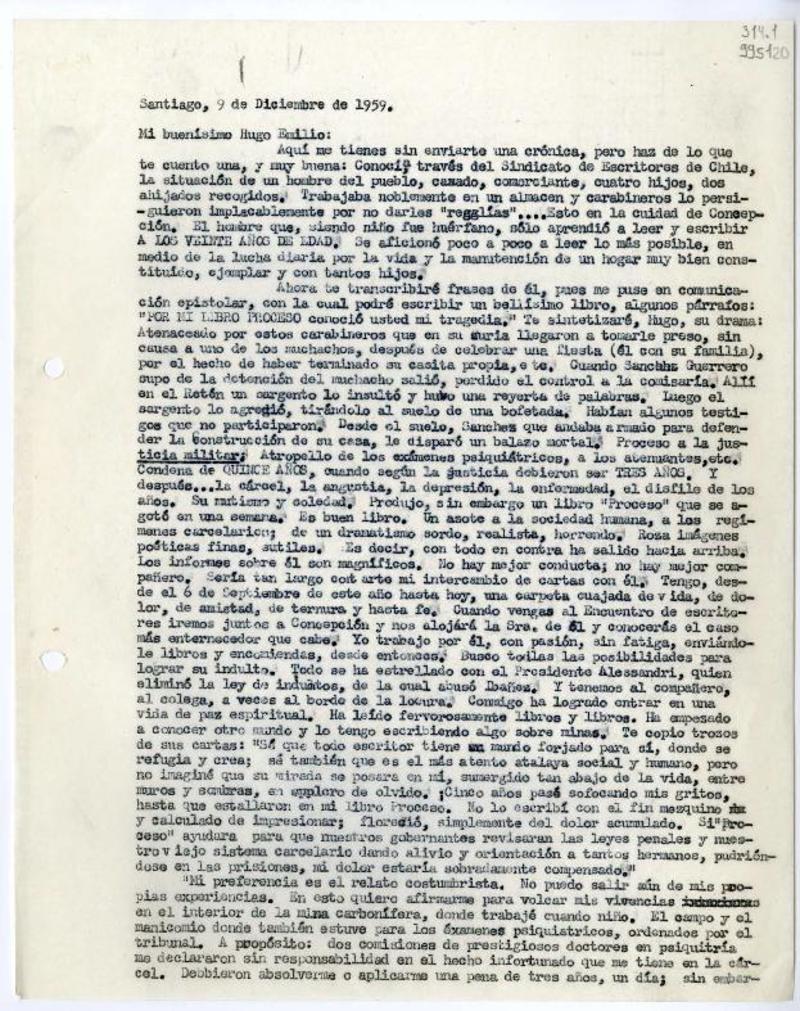 314.1
995120
Santiago, 9 de Diciembre de 1959.
Mi buenísimo Hugo Emilio:
Aquí me tienes sin enviarte una crónica, pero haz de lo que
te cuento una, y muy buena: Conocí, través del Sindicato de Escritores de Chile,
la situación de un hombre del pueblo, casado, comerciante, cuatro hijos, dos
ahijados recogidos. Trabajaba noblemente en un almacen y carabineros lo persi-
-guieron implacablemente por no darles "regglías"....Esto en la cuidad de Concep-
ción. El hombre que, siendo niño fue huérfano, sólo aprendió a leer y escribir
A LOS VEINTE AÑOS DE EDAD. Se aficionó poco a poco a leer lo más posible, en
medio de la lucha diaria por la vida y la manutención de un hogar muy bien cons-
tituído, ejemplar y con tantos hijos.
Ahora te transcribiré frases de él, pues me puse en comunica-
ción epistolar, con la cual podré escribir un bellísimo libro, algunos párrafos:
"POR MI LIBRO PROCESO conoció usted mi tragedia." Te sintetizaré, Hugo, su drama:
Atenaceado por estos carabineros que en su furia llegaron a tomarle preso, sin
causa a uno de los muchachos, después de celebrar una fiesta (él con su familia),
por el hecho de haber terminado su casita propia, etc. Cuando Sanchhs Guerrero
supo de la detención del muchacho salió, perdido el control a la comisaría. Allí
en el Retén un sargento lo insultó y hubo una reyerta de palabras. Luego el
sargento lo agredió, tirándolo al suelo de una bofetada. Habían algunos testi-
gos que no participaron. Desde el suelo, Sanchez que andaba armado para defen-
der la construcción de su casa, le disparó un balazo mortal. Proceso a la jus-
ticia militar; Atropello de los exámenes psiquiátricos, a los atenuantes,etc.
Condena de QUINCE AÑOS, cuando según la justicia debieron ser TRES AÑOS. Y
después...la cárcel, la angustia, la depresión, la enfermedad, el disfile de los
años. Su mutismo y soledad. Produjo, sin embargo un libro "Proceso" que se a-
gotó en una semana. Es buen libro. Un asote a la sociedad humana, a los regí-
menes carcelarios; de un dramatismo sordo, realista, horrendo. Roza imágenes
poéticas finas, sutiles. Es decir, con todo en contra ha salido hacia arriba.
Los informes sobre él son magníficos. No hay mejor conducta; no hay mejor com-
pañero. Sería tan largo contarte mi intercambio de cartas con él. Tengo, des-
de el 6 de Septiembre de este año hasta hoy, una carpeta cuajada de vida, de do-
lor, de amistad, de ternura y hasta fe. Cuando vengas al Encuentro de escrito-
res iremos juntos a Concepción y nos alojará la Sra. de él y conocerás el caso
más enternecedor que cabe. Yo trabajo por él, con pasión, sin fatiga, enviándo-
le libros y encomiendas, desde entonces. Busco todlas las posibilidades para
lograr su indulto. Todo se ha estrellado con el Presidente Alessandri, quien
eliminó la ley de indultos, de la cual abusó Ibañez. Y tenemos al compañero,
al colega, a veces al borde de la locura. Conmigo ha logrado entrar en una
vida de paz espiritual. Ha leído fervorosamente libros y libros. Ha empezado
a conocer otro mundo y lo tengo escribiendo algo sobre minas. Te copio trozos
de sus cartas: "Sé que todo escritor tiene un mundo forjado para sí, donde se
refugia y crea; sé también que es el más atento atalaya social y humano, pero
no imaginé que su mirada se posara en mí, sumergido tan abajo de la vida, entre
muros y sombras, en suploro de olvido. ¡Cinco años pasé sofocando mis gritos,
hasta que estallaron en mi libro Proceso. No lo escribí con el fin mezquino
y calculado de impresionar; floreció, simplemente del dolor acumulado. Si"Pro-
ceso" ayudara para que nuestros gobernantes revisaran las leyes penales y nues-
tro viejo sistema carcelario dando alivio y orientación a tantos hermanos, pudrién-
dose en las prisiones, mi dolor estaría sobradamente compensado."
"Mi preferencia es el relato costumbrista. No puedo salir aún de mis pro-
pias experiencias. En esto quiero afirmarme para volcar mis vivencias
en el interior de la mina carbonífera, donde trabajé cuando niño. El campo y el
manicomio donde también estuve para los éxamenes psiquiatricos, ordenados por el
tribunal. A propósito: dos comisiones de prestigiosos doctores en psiquitría
me declararon sin responsabilidad en el hecho infortunado que me tiene en la cár-
cel. Debbieron absolverme o aplicarme una pena de tres años, un día; sin embar-